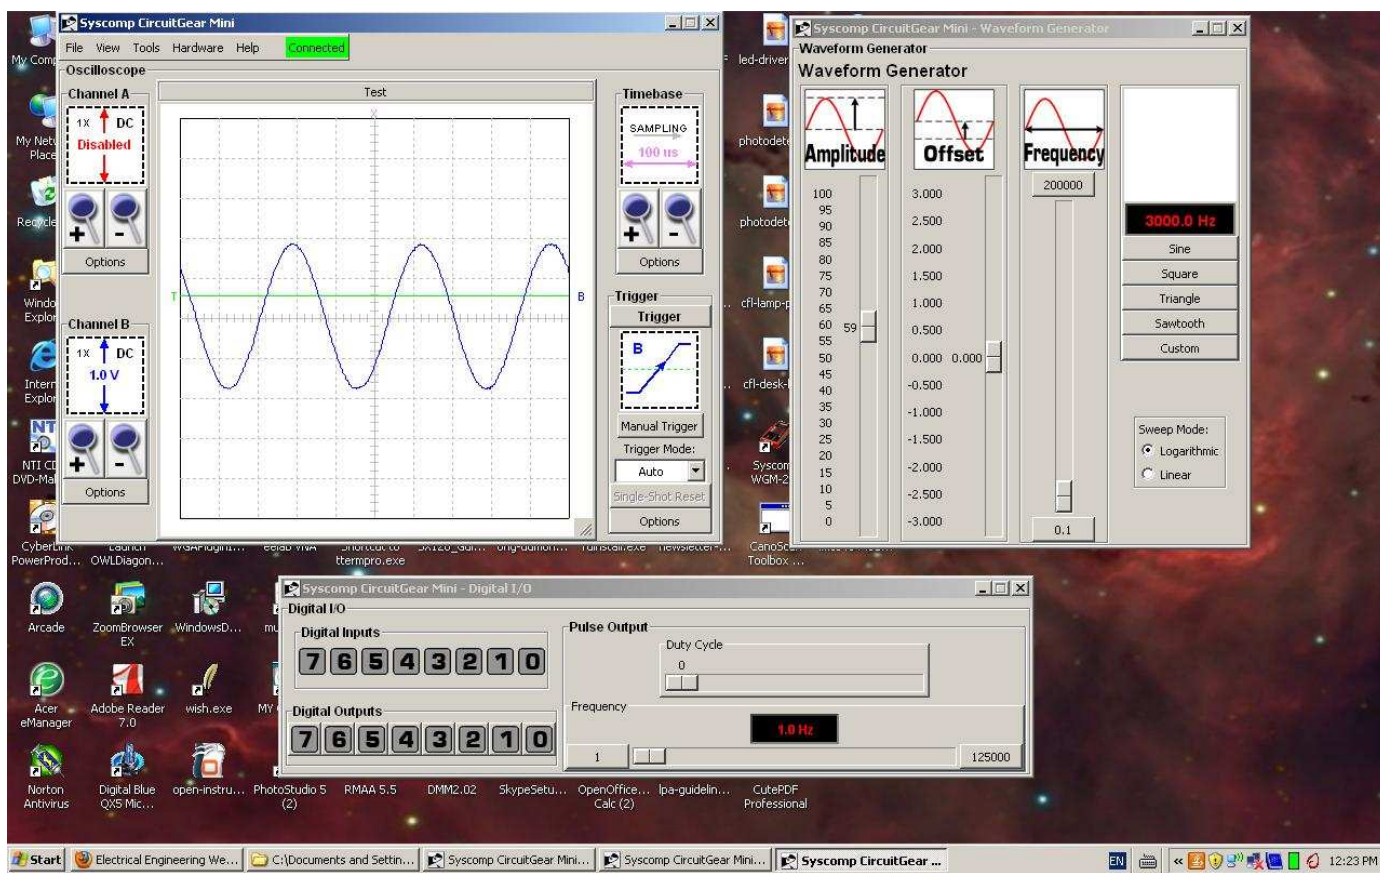 Syscomp CircuitGear Mini
File View Tools Hardware Help Connected
Oscilloscope
Channel A
1X DC
Disabled
+ -
Options
Channel B
1X DC
1.0 V
+ -
Options
Test
X
T
B
Timebase
SAMPLING
100 us
+ -
Options
Trigger
Trigger
B
Manual Trigger
Trigger Mode:
Auto
Single-Shot Reset
Options
Syscomp CircuitGear Mini - Waveform Generator
Waveform Generator
Waveform Generator
Amplitude
Offset
Frequency
100
95
90
85
80
75
70
65
60
59
55
50
45
40
35
30
25
20
15
10
5
0
3.000
2.500
2.000
1.500
1.000
0.500
0.000 0.000
-0.500
-1.000
-1.500
-2.000
-2.500
-3.000
200000
0.1
3000.0 Hz
Sine
Square
Triangle
Sawtooth
Custom
Sweep Mode:
Logarithmic
Linear
Syscomp CircuitGear Mini - Digital I/O
Digital I/O
Digital Inputs
7 6 5 4 3 2 1 0
Digital Outputs
7 6 5 4 3 2 1 0
Pulse Output
Duty Cycle
0
Frequency
1.0 Hz
1
125000
My Comp
My Netw
Place
Recycle
Windo
Explor
Intern
Explor
NTI CD
DVD-Mak
CyberLink
PowerProd...
OWLDiagon...
ttermpro.exe
led-driver
photodete
photodete
cfl-lamp-p
cfl-desk-l
Syscom
WGM-2
CanoSc
Toolbox ...
Arcade
ZoomBrowser
EX
WindowsD...
mu
Acer
eManager
Adobe Reader
7.0
wish.exe
MY
Norton
Antivirus
Digital Blue
QX5 Mic...
open-instru...
PhotoStudio 5
(2)
RMAA 5.5
DMM2.02
SkypeSetu...
OpenOffice...
Calc (2)
lpa-guidelin...
CutePDF
Professional
Start
Electrical Engineering We...
C:\Documents and Settin...
Syscomp CircuitGear Mini...
Syscomp CircuitGear Mini...
Syscomp CircuitGear ...
EN
«
12:23 PM